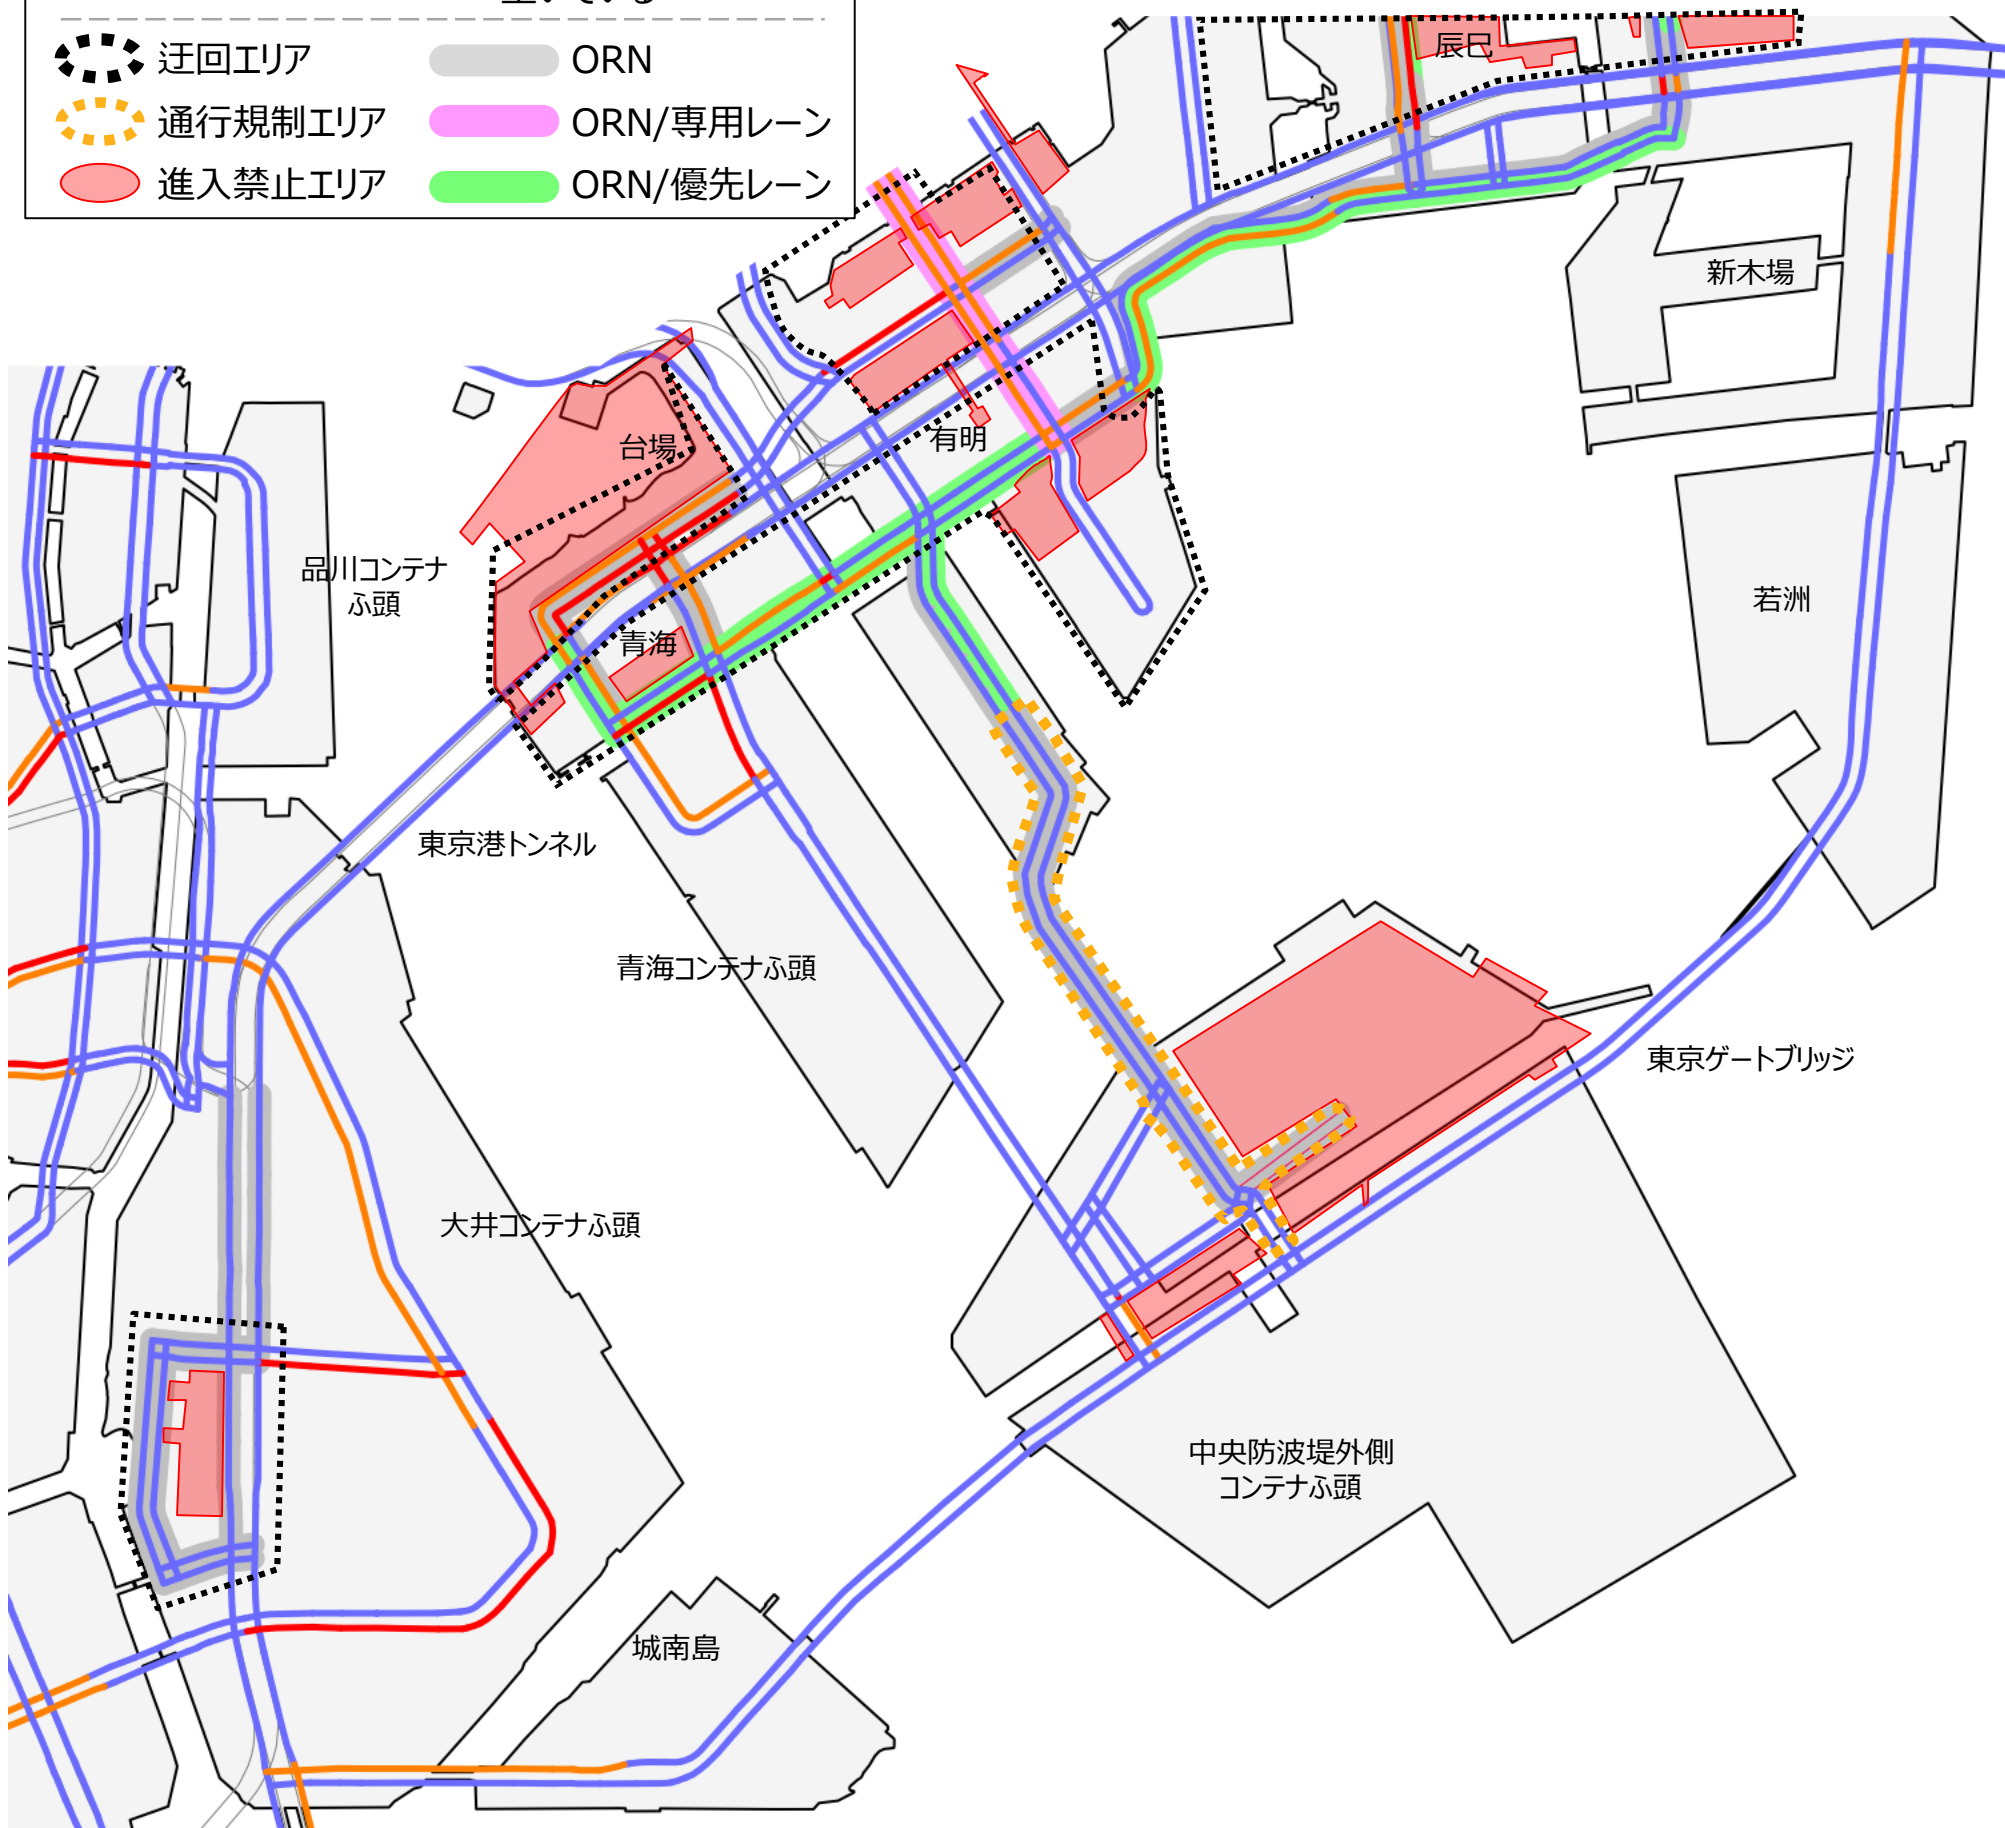 空いている
迂回エリア
ORN
通行規制エリア
ORN/専用レーン
進入禁止エリア
ORN/優先レーン
辰巳
新木場
有明
台場
品川コンテナ
ふ頭
青海
若洲
東京港トンネル
青海コンテナふ頭
東京ゲートブリッジ
大井コンテナふ頭
中央防波堤外側
コンテナふ頭
城南島